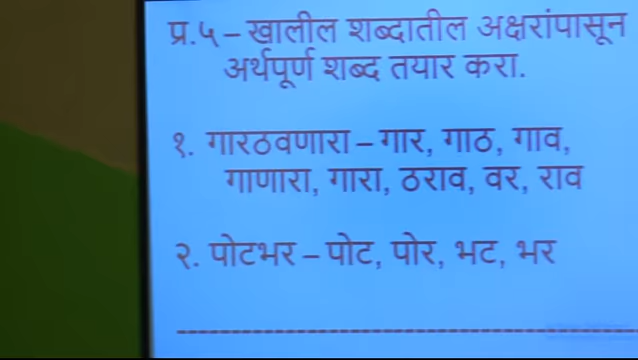 प्र.५ – खालील शब्दातील अक्षरांपासून
अर्थपूर्ण शब्द तयार करा.
१. गारठवणारा – गार, गाठ, गाव,
गाणारा, गारा, ठराव, वर, राव
२. पोटभर – पोट, पोर, भट, भर